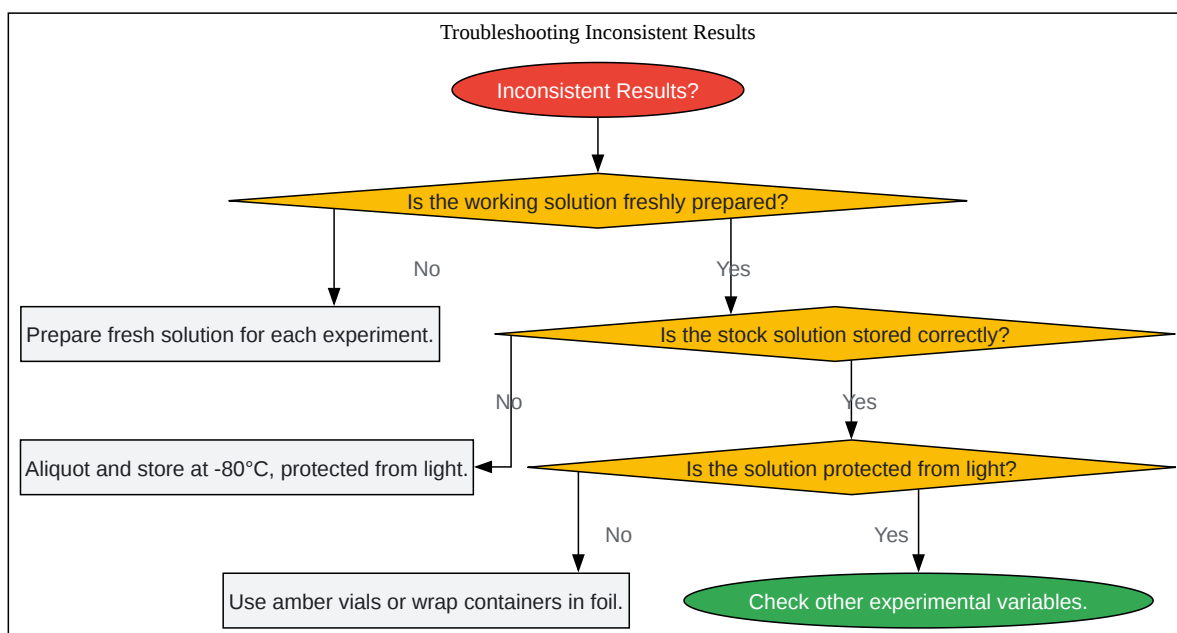 Troubleshooting Inconsistent Results
Inconsistent Results?
Is the working solution freshly prepared?
No
Yes
Prepare fresh solution for each experiment.
Is the stock solution stored correctly?
No
Yes
Aliquot and store at -80°C, protected from light.
Is the solution protected from light?
No
Yes
Use amber vials or wrap containers in foil.
Check other experimental variables.